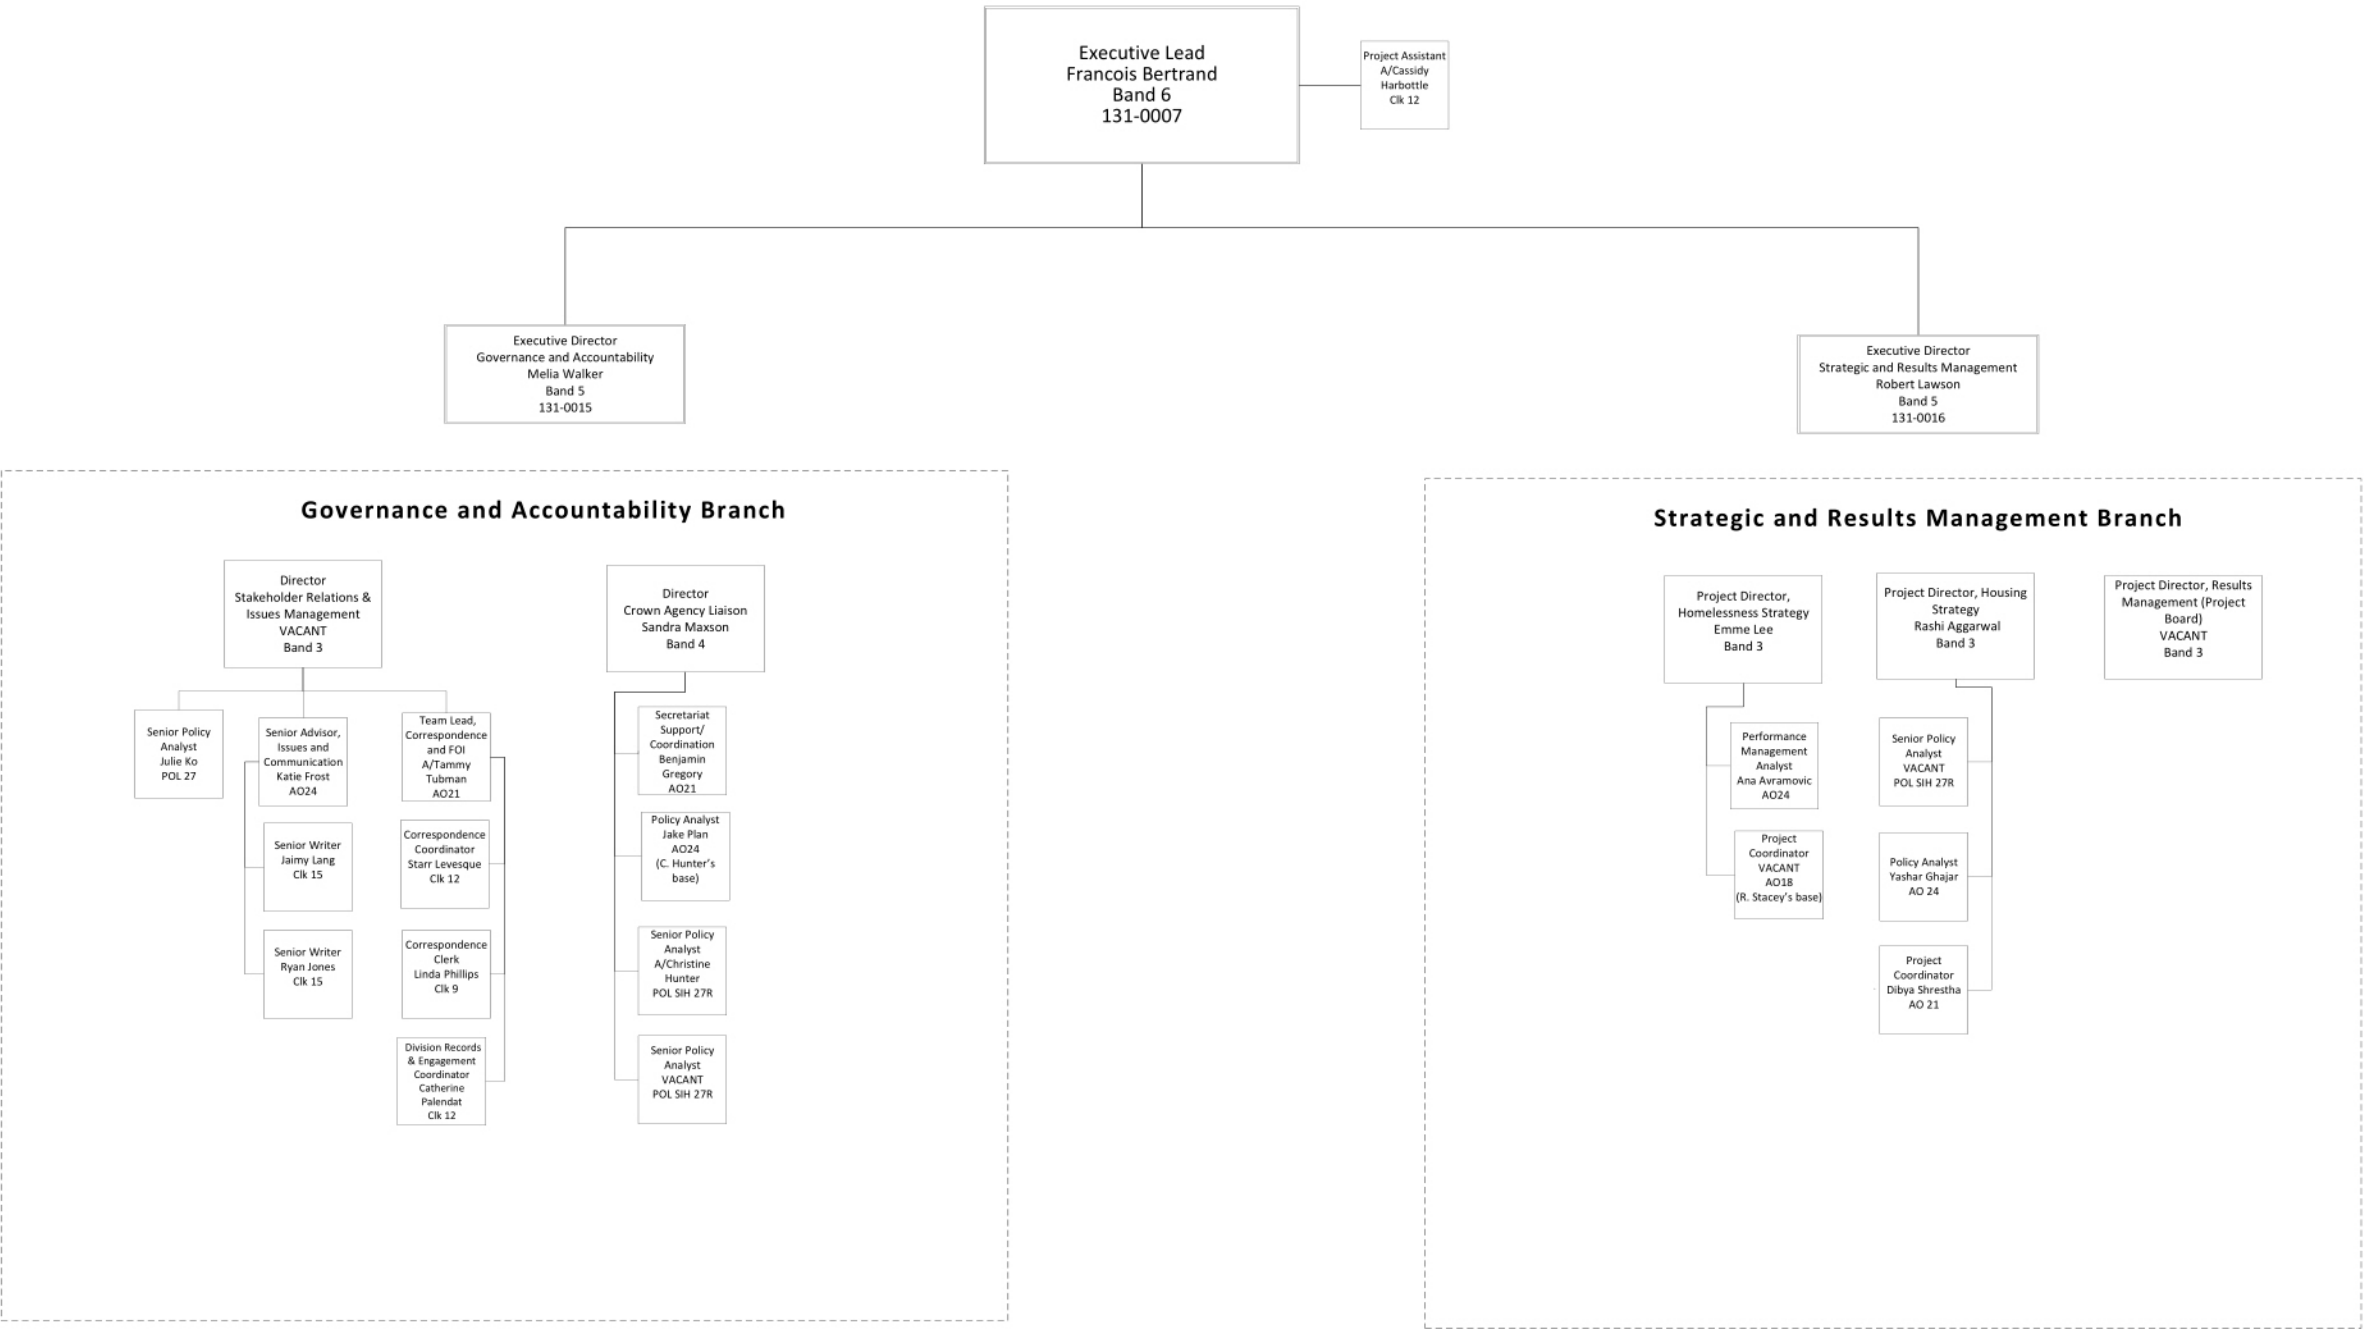 Executive Lead
Francois Bertrand
Band 6
131-0007
Project Assistant
A/Cassidy
Harbottle
Clk 12
Executive Director
Governance and Accountability
Melia Walker
Band 5
131-0015
Executive Director
Strategic and Results Management
Robert Lawson
Band 5
131-0016
Governance and Accountability Branch
Director
Stakeholder Relations &
Issues Management
VACANT
Band 3
Director
Crown Agency Liaison
Sandra Maxson
Band 4
Senior Policy
Analyst
Julie Ko
POL 27
Senior Advisor,
Issues and
Communication
Katie Frost
AO24
Senior Writer
Jaimy Lang
Clk 15
Senior Writer
Ryan Jones
Clk 15
Team Lead,
Correspondence
and FOI
A/Tammy
Tubman
AO21
Correspondence
Coordinator
Starr Levesque
Clk 12
Correspondence
Clerk
Linda Phillips
Clk 9
Division Records
& Engagement
Coordinator
Catherine
Palendat
Clk 12
Secretariat
Support/
Coordination
Benjamin
Gregory
AO21
Policy Analyst
Jake Plan
AO24
(C. Hunter's
base)
Senior Policy
Analyst
A/Christine
Hunter
POL SIH 27R
Senior Policy
Analyst
VACANT
POL SIH 27R
Strategic and Results Management Branch
Project Director,
Homelessness Strategy
Emme Lee
Band 3
Project Director, Housing
Strategy
Rashi Aggarwal
Band 3
Project Director, Results
Management (Project
Board)
VACANT
Band 3
Performance
Management
Analyst
Ana Avramovic
AO24
Project
Coordinator
VACANT
AO18
(R. Stacey's base)
Senior Policy
Analyst
VACANT
POL SIH 27R
Policy Analyst
Yashar Ghajar
AO 24
Project
Coordinator
Dibya Shrestha
AO 21